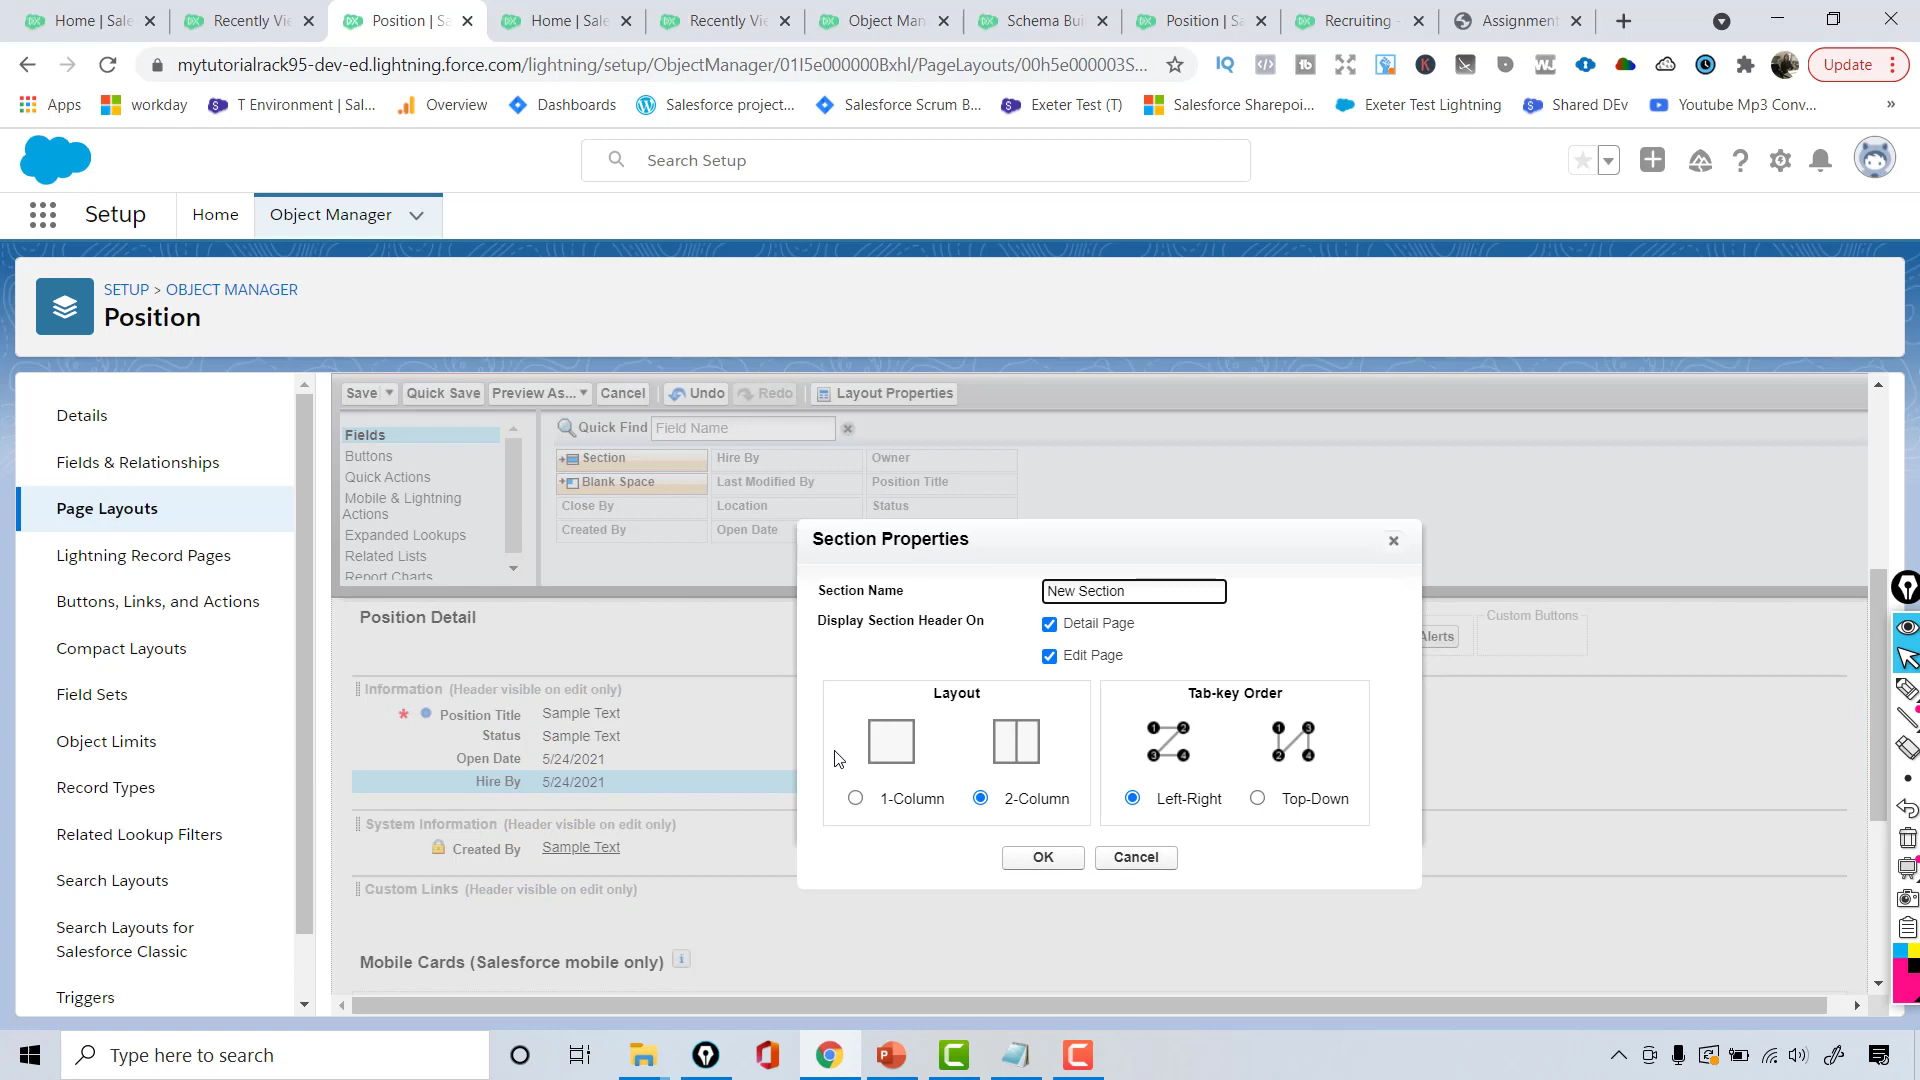 Home | Sale
Recently Vie
Position | Sa
Home | Sale
Recently Vie
Object Man
Schema Bui
Position | Sa
Recruiting -
Assignment
mytutorialrack95-dev-ed.lightning.force.com/lightning/setup/ObjectManager/01I5e000000Bxhl/PageLayouts/00h5e000003S...
Update
Apps
workday
T Environment | Sal...
Overview
Dashboards
Salesforce project...
Salesforce Scrum B...
Exeter Test (T)
Salesforce Sharepoi...
Exeter Test Lightning
Shared DEv
Youtube Mp3 Conv...
»
Search Setup
Setup
Home
Object Manager
SETUP > OBJECT MANAGER
Position
Details
Fields & Relationships
Page Layouts
Lightning Record Pages
Buttons, Links, and Actions
Compact Layouts
Field Sets
Object Limits
Record Types
Related Lookup Filters
Search Layouts
Search Layouts for
Salesforce Classic
Triggers
Save
Quick Save
Preview As...
Cancel
Undo
Redo
Layout Properties
Fields
Buttons
Quick Actions
Mobile & Lightning
Actions
Expanded Lookups
Related Lists
Report Charts
Quick Find
Field Name
Section
Hire By
Owner
Blank Space
Last Modified By
Position Title
Close By
Location
Status
Created By
Open Date
Position Detail
Alerts
Custom Buttons
Information (Header visible on edit only)
* Position Title Sample Text
Status Sample Text
Open Date 5/24/2021
Hire By 5/24/2021
System Information (Header visible on edit only)
Created By Sample Text
Custom Links (Header visible on edit only)
Mobile Cards (Salesforce mobile only)
Section Properties
Section Name
New Section
Display Section Header On
Detail Page
Edit Page
Layout
1-Column
2-Column
Tab-key Order
1 2
3 4
1 3
2 4
Left-Right
Top-Down
OK
Cancel
Type here to search